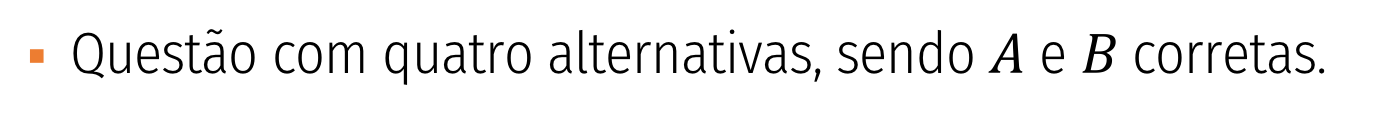 ▪ Questão com quatro alternativas, sendo A e B corretas.